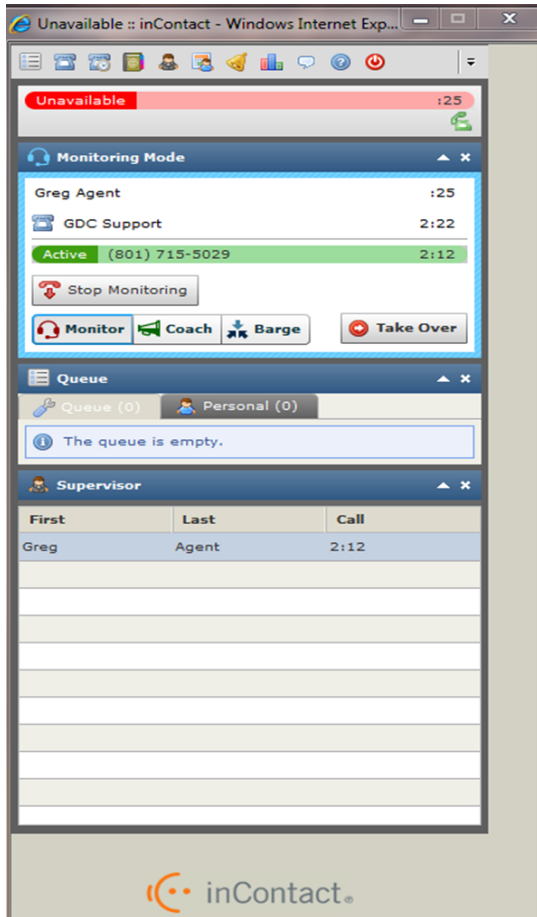 Unavailable :: inContact - Windows Internet Exp...
Unavailable :25
Monitoring Mode
Greg Agent :25
GDC Support 2:22
Active (801) 715-5029 2:12
Stop Monitoring
Monitor Coach Barge Take Over
Queue
Queue (0) Personal (0)
The queue is empty.
Supervisor
First Last Call
Greg Agent 2:12
inContact®